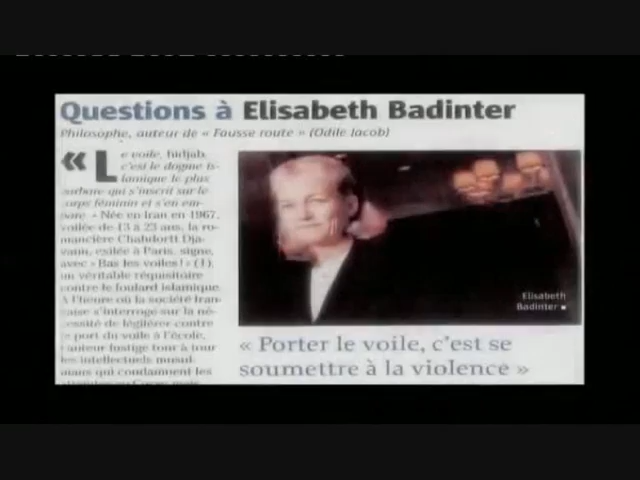 Questions à Elisabeth Badinter
Philosophe, auteur de « Fausse route » (Odile Jacob)
« Le voile, hidjab,
c'est le dogme is-
lamique le plus
barbare qui s'inscrit sur le
corps féminin et s'en em-
pare. » Née en Iran en 1967,
voilée de 13 à 23 ans, la ro-
mancière Chahdortt Dja-
vann, exilée à Paris, signe,
avec « Bas les voiles ! » (1),
un véritable réquisitoire
contre le foulard islamique.
A l'heure où la société fran-
çaise s'interroge sur la né-
cessité de légiférer contre
le port du voile à l'école,
l'auteur fustige tour à tour
les intellectuels musul-
mans qui condamnent les
Elisabeth
Badinter
« Porter le voile, c'est se
soumettre à la violence »